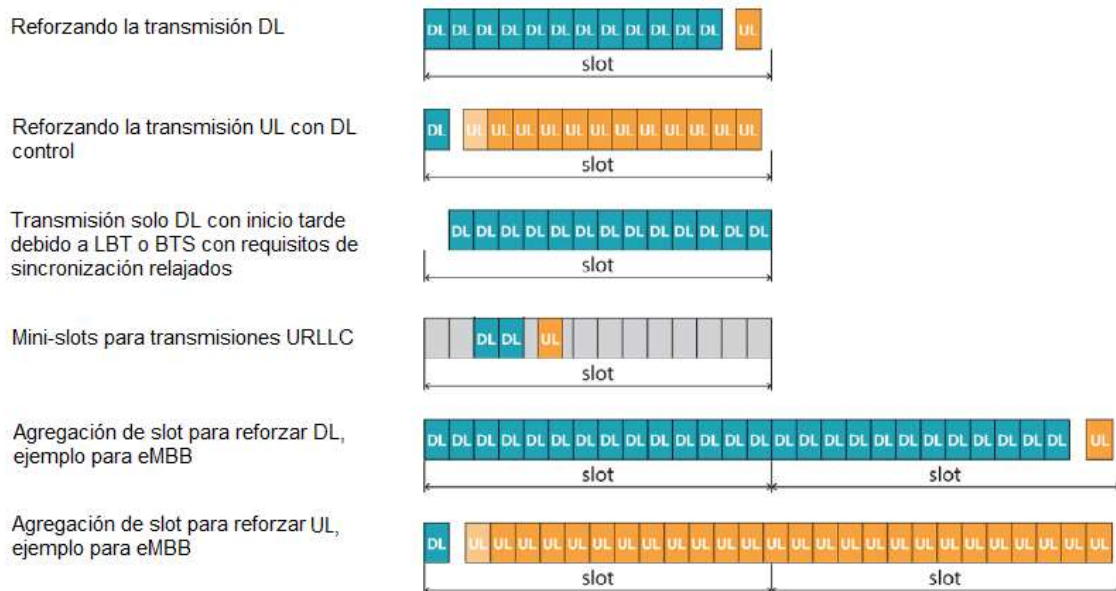 Reforzando la transmisión DL
DL DL DL DL DL DL DL DL DL DL DL DL UL
slot
Reforzando la transmisión UL con DL
control
DL UL UL UL UL UL UL UL UL UL UL UL UL
slot
Transmisión solo DL con inicio tarde
debido a LBT o BTS con requisitos de
sincronización relajados
DL DL DL DL DL DL DL DL DL DL DL DL DL
slot
Mini-slots para transmisiones URLLC
DL DL UL
slot
Agregación de slot para reforzar DL,
ejemplo para eMBB
DL DL DL DL DL DL DL DL DL DL DL DL DL DL DL DL DL DL DL DL DL DL DL DL DL DL UL
slot slot
Agregación de slot para reforzar UL,
ejemplo para eMBB
DL UL UL UL UL UL UL UL UL UL UL UL UL UL UL UL UL UL UL UL UL UL UL UL UL UL UL
slot slot